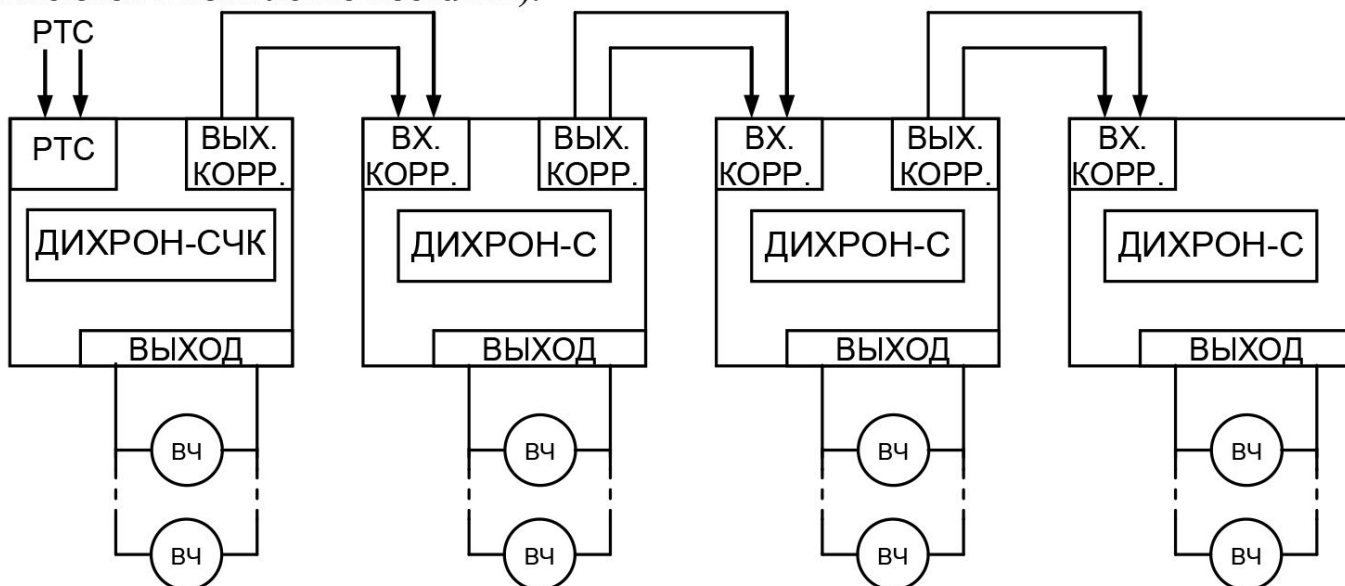 РТС
РТС
ВЫХ.
КОРР.
ВХ.
КОРР.
ВЫХ.
КОРР.
ВХ.
КОРР.
ВЫХ.
КОРР.
ВХ.
КОРР.
ДИХРОН-СЧК
ДИХРОН-С
ДИХРОН-С
ДИХРОН-С
ВЫХОД
ВЫХОД
ВЫХОД
ВЫХОД
ВЧ
ВЧ
ВЧ
ВЧ
ВЧ
ВЧ
ВЧ
ВЧ